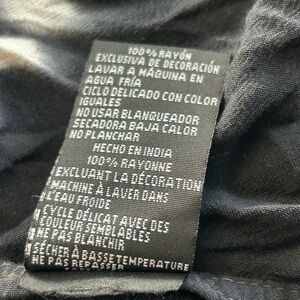 100% RAYÓN
EXCLUSIVA DE DECORACIÓN
LAVAR A MÁQUINA EN
AGUA FRÍA
CICLO DELICADO CON COLOR
IGUALES
NO USAR BLANQUEADOR
SECADORA BAJA CALOR
NO PLANCHAR
HECHO EN INDIA
100% RAYONNE
EXCLUANT LA DÉCORATION
MACHINE À LAVER DANS
L'EAU FROIDE
CYCLE DÉLICAT AVEC DES
COULEUR SEMBLABLES
NE PAS BLANCHIR
SÉCHER À BASSE TEMPERATURE
NE PAS REPASSER